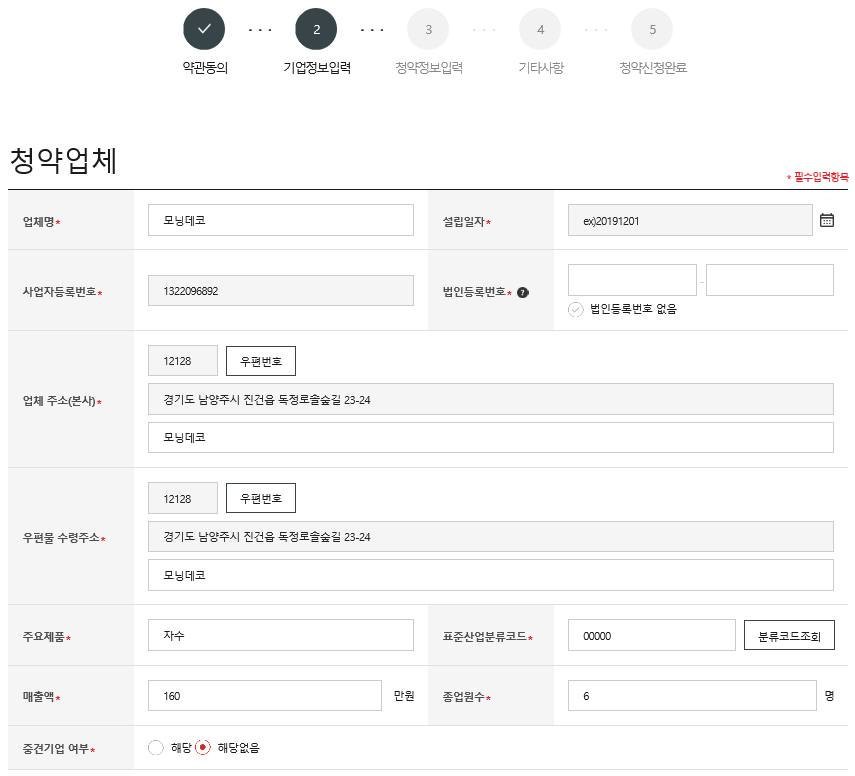 2 3 4 5
약관동의 기업정보입력 청약정보입력 기타사항 청약신청완료
청약업체
* 필수입력항목
업체명* 모닝데코 설립일자* ex)20191201
사업자등록번호* 1322096892 법인등록번호* ? -
법인등록번호 없음
12128 우편번호
업체 주소(본사)* 경기도 남양주시 진건읍 독정로솔숲길 23-24
모닝데코
12128 우편번호
우편물 수령주소* 경기도 남양주시 진건읍 독정로솔숲길 23-24
모닝데코
주요제품* 자수 표준산업분류코드* 00000 분류코드조회
매출액* 160 만원 종업원수* 6 명
중견기업 여부* 해당 해당없음